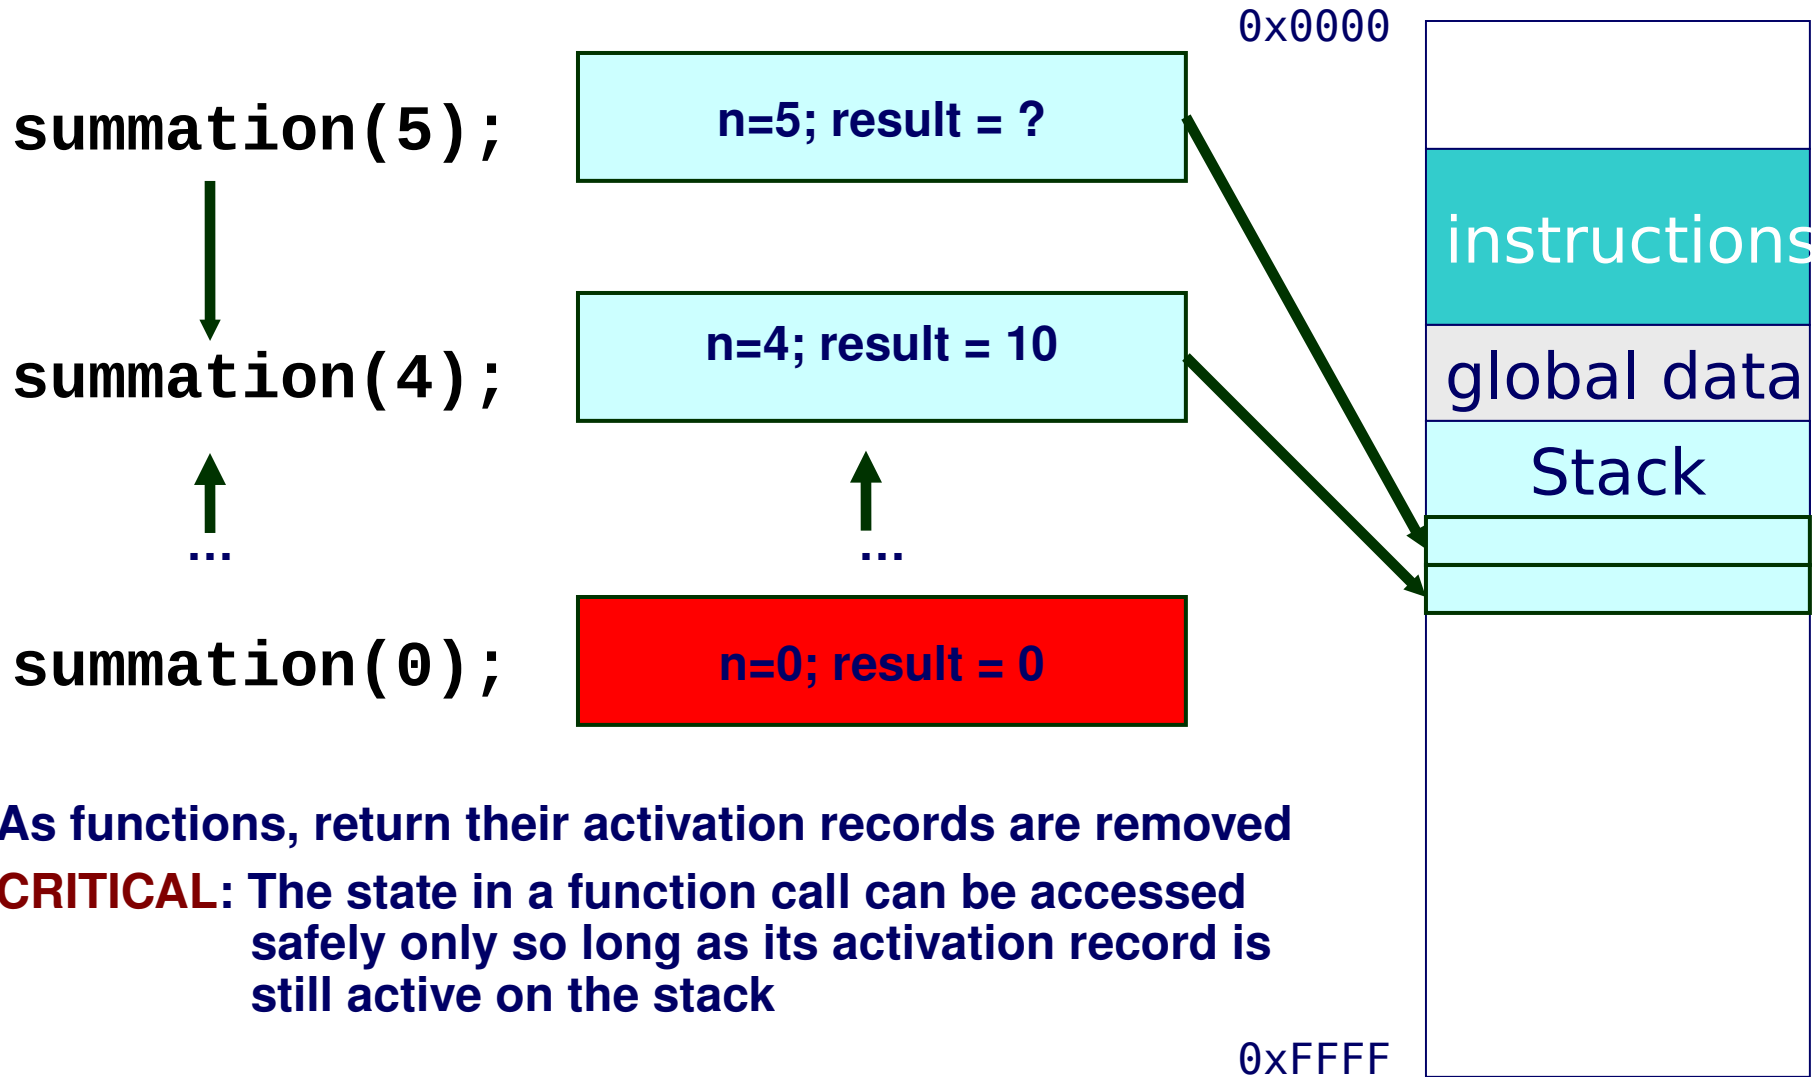 0x0000
summation(5);
n=5; result = ?
instructions
summation(4);
n=4; result = 10
global data
Stack
...
...
summation(0);
n=0; result = 0
As functions, return their activation records are removed
CRITICAL: The state in a function call can be accessed
safely only so long as its activation record is
still active on the stack
0xFFFF